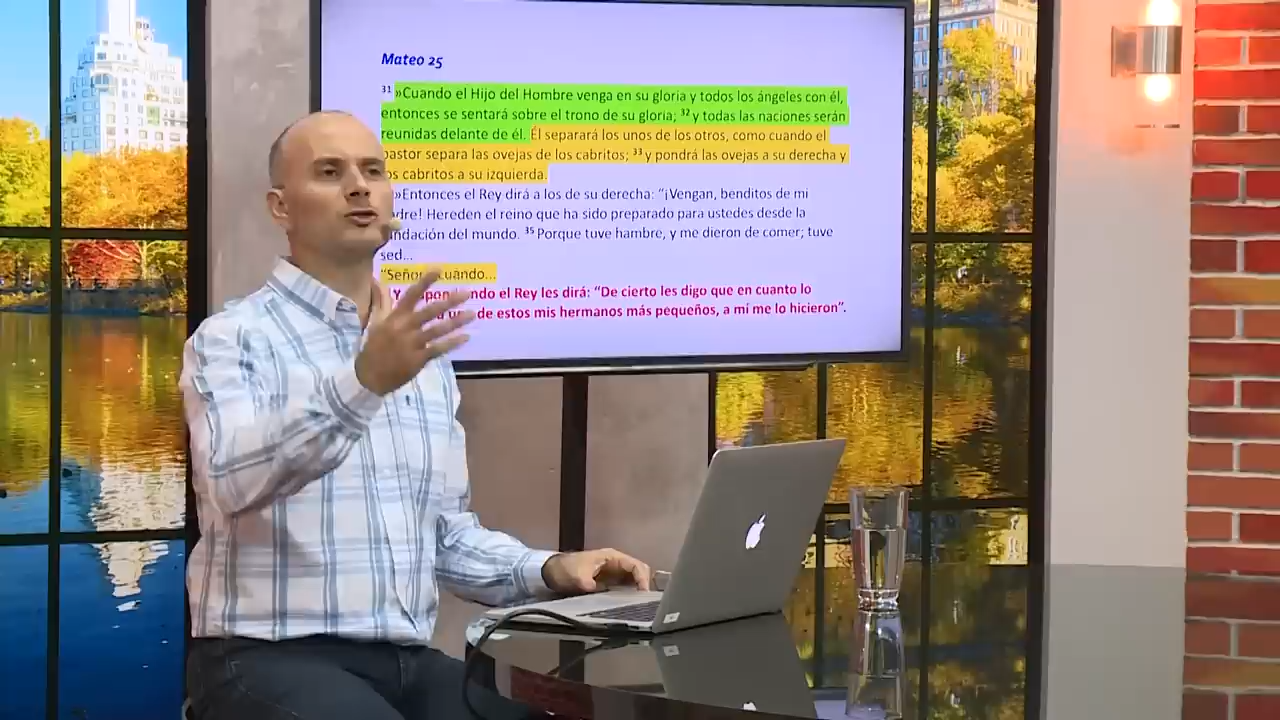 Mateo 25
31 »Cuando el Hijo del Hombre venga en su gloria y todos los ángeles con él,
entonces se sentará sobre el trono de su gloria; 32 y todas las naciones serán
reunidas delante de él. Él separará los unos de los otros, como cuando el
pastor separa las ovejas de los cabritos; 33 y pondrá las ovejas a su derecha y
os cabritos a su izquierda.
»Entonces el Rey dirá a los de su derecha: “¡Vengan, benditos de mi
dre! Hereden el reino que ha sido preparado para ustedes desde la
ndación del mundo. 35 Porque tuve hambre, y me dieron de comer; tuve
sed...
“Señor cuándo...
Y el Rey les dirá: “De cierto les digo que en cuanto lo
de estos mis hermanos más pequeños, a mí me lo hicieron”.